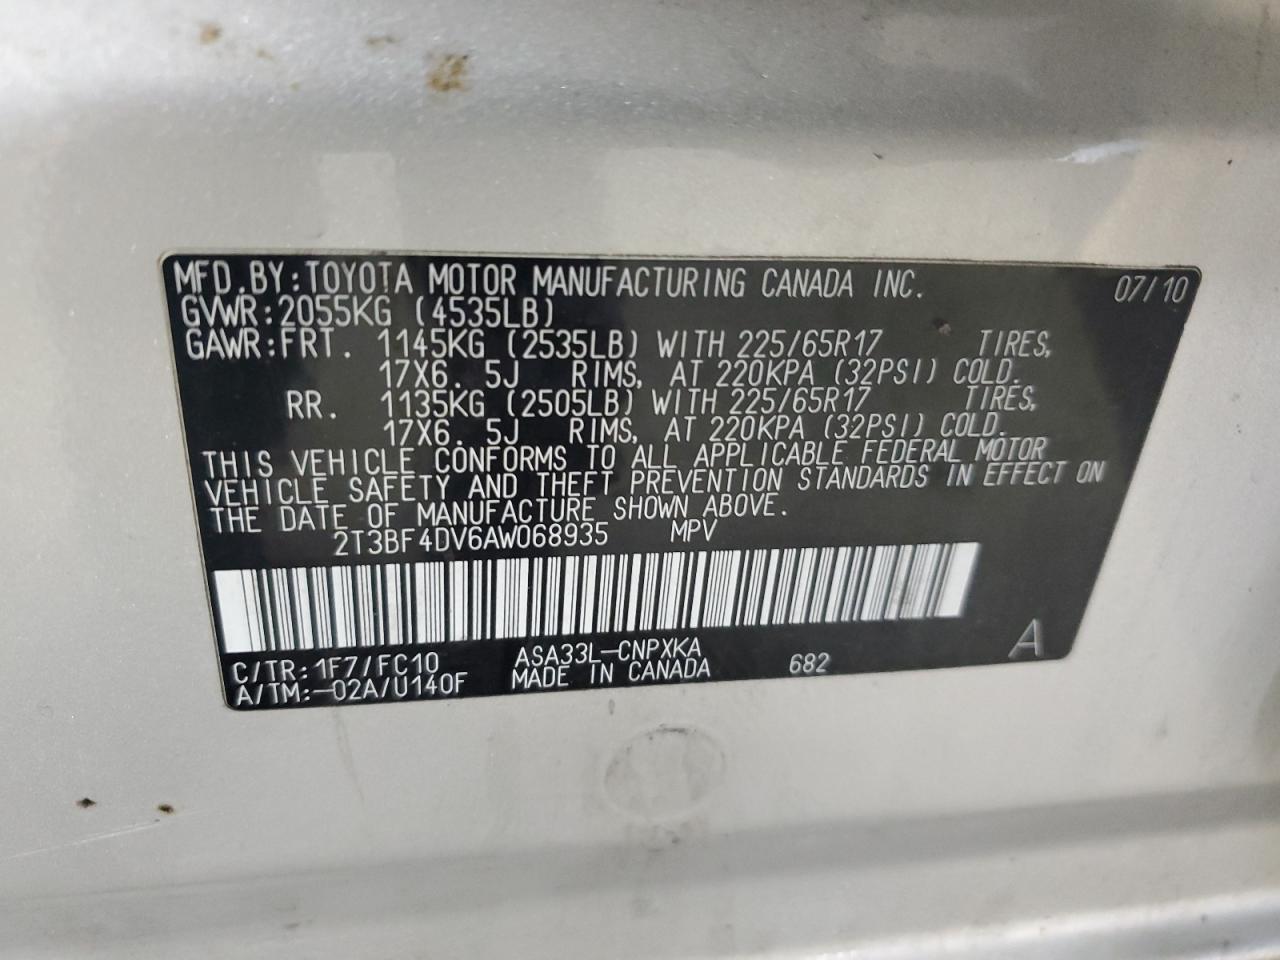 MFD.BY:TOYOTA MOTOR MANUFACTURING CANADA INC. 07/10
GVWR:2055KG (4535LB)
GAWR:FRT. 1145KG (2535LB) WITH 225/65R17 TIRES,
17X6.5J RIMS, AT 220KPA (32PSI) COLD.
RR. 1135KG (2505LB) WITH 225/65R17 TIRES,
17X6.5J RIMS, AT 220KPA (32PSI) COLD.
THIS VEHICLE CONFORMS TO ALL APPLICABLE FEDERAL MOTOR
VEHICLE SAFETY AND THEFT PREVENTION STANDARDS IN EFFECT ON
THE DATE OF MANUFACTURE SHOWN ABOVE.
2T3BF4DV6AW068935 MPV
C/TR:1F7/FC10 ASA33L-CNPXKA 682 A
A/TM:-02A/U140F MADE IN CANADA